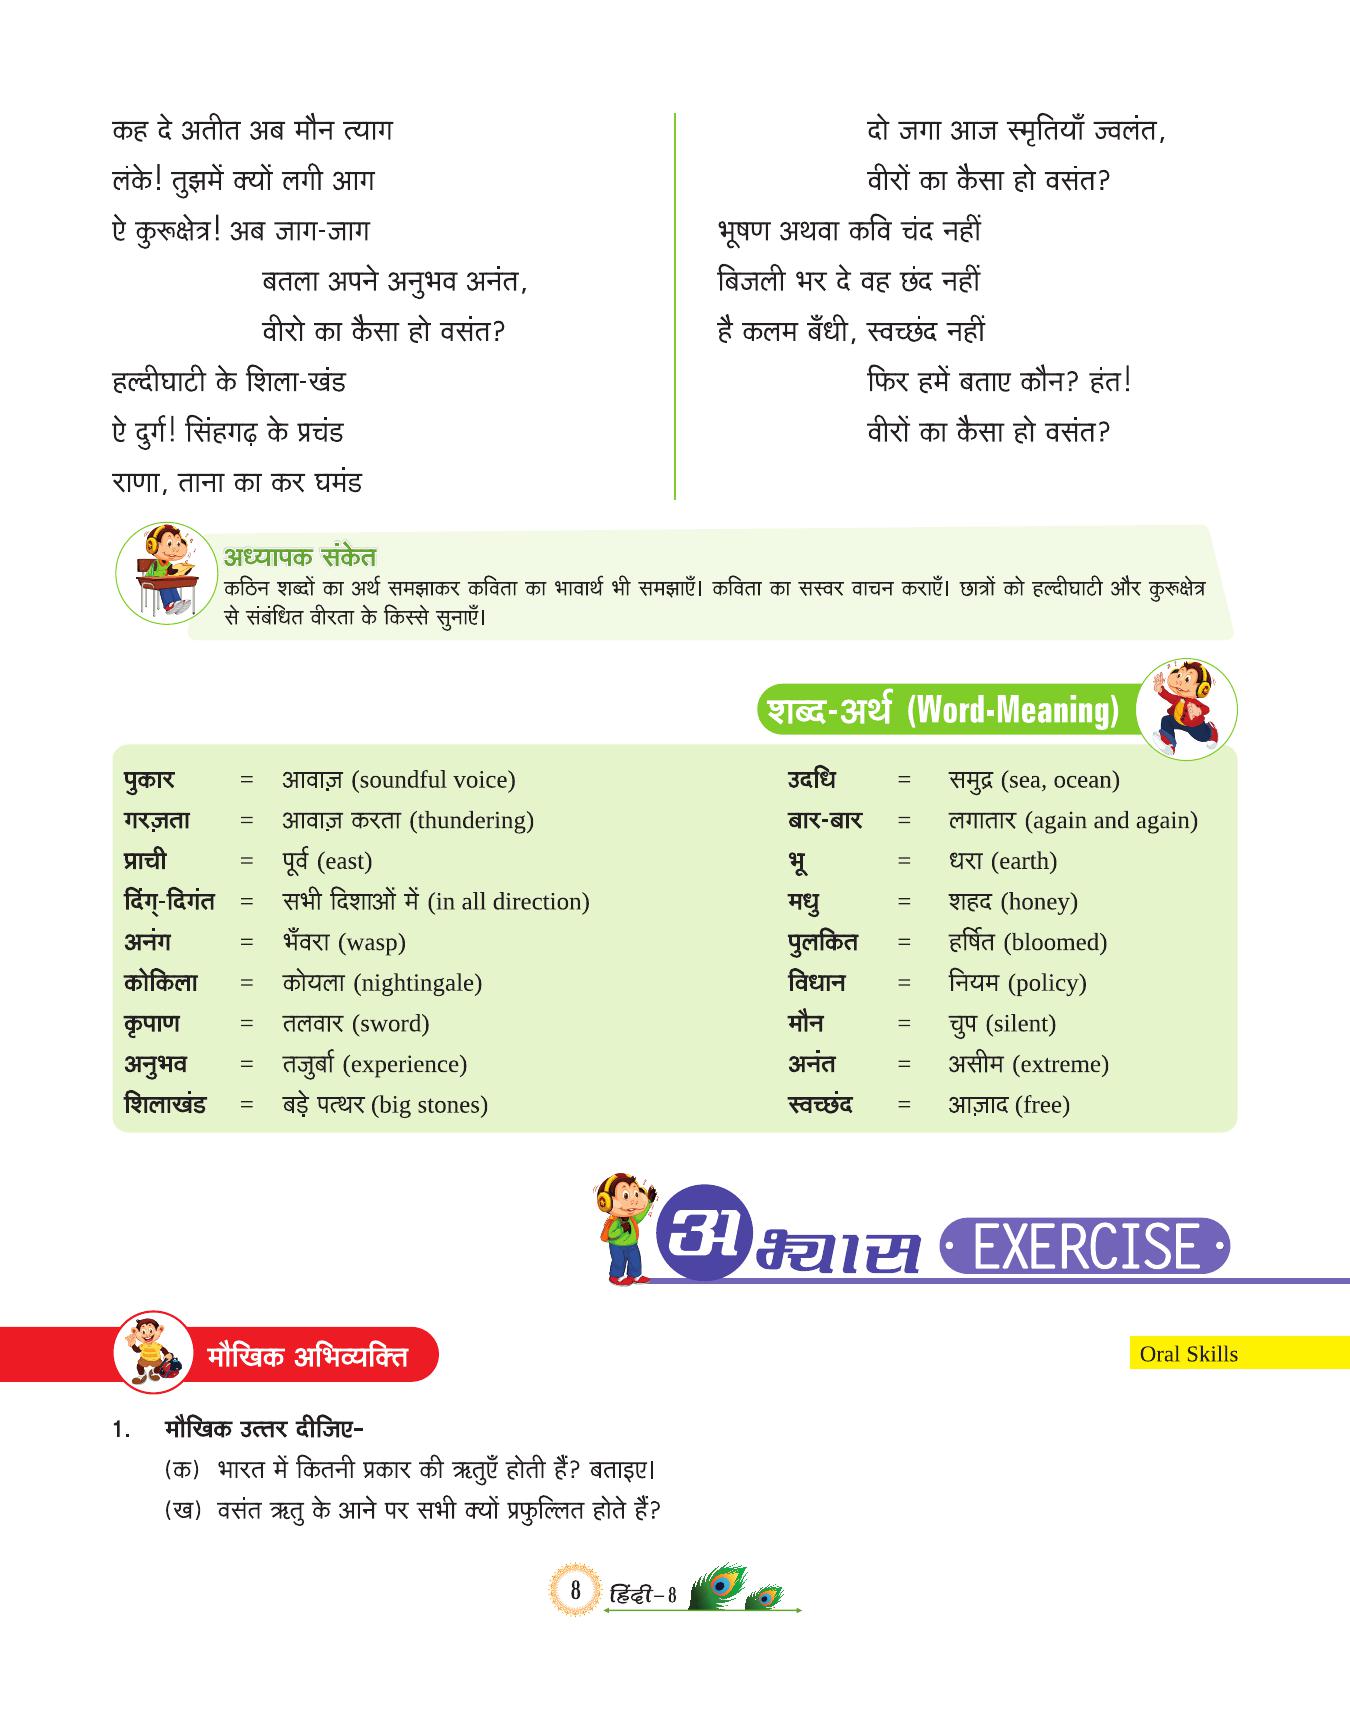 कह दे अतीत अब मौन त्याग
लंके! तुझमें क्यों लगी आग
ऐ कुरूक्षेत्र! अब जाग-जाग
बतला अपने अनुभव अनंत,
वीरो का कैसा हो वसंत?
हल्दीघाटी के शिला-खंड
ऐ दुर्ग! सिंहगढ़ के प्रचंड
राणा, ताना का कर घमंड
दो जगा आज स्मृतियाँ ज्वलंत,
वीरों का कैसा हो वसंत?
भूषण अथवा कवि चंद नहीं
बिजली भर दे वह छंद नहीं
है कलम बँधी, स्वच्छंद नहीं
फिर हमें बताए कौन? हंत!
वीरों का कैसा हो वसंत?
अध्यापक संकेत
कठिन शब्दों का अर्थ समझाकर कविता का भावार्थ भी समझाएँ। कविता का सस्वर वाचन कराएँ। छात्रों को हल्दीघाटी और कुरूक्षेत्र
से संबंधित वीरता के किस्से सुनाएँ।
शब्द-अर्थ (Word-Meaning)
पुकार = आवाज़ (soundful voice)
गरज़ता = आवाज़ करता (thundering)
प्राची = पूर्व (east)
दिंग्-दिगंत = सभी दिशाओं में (in all direction)
अनंग = भँवरा (wasp)
कोकिला = कोयला (nightingale)
कृपाण = तलवार (sword)
अनुभव = तजुर्बा (experience)
शिलाखंड = बड़े पत्थर (big stones)
उदधि = समुद्र (sea, ocean)
बार-बार = लगातार (again and again)
भू = धरा (earth)
मधु = शहद (honey)
पुलकित = हर्षित (bloomed)
विधान = नियम (policy)
मौन = चुप (silent)
अनंत = असीम (extreme)
स्वच्छंद = आज़ाद (free)
अभ्यास EXERCISE
मौखिक अभिव्यक्ति
Oral Skills
1. मौखिक उत्तर दीजिए-
(क) भारत में कितनी प्रकार की ऋतुएँ होती हैं? बताइए।
(ख) वसंत ऋतु के आने पर सभी क्यों प्रफुल्लित होते हैं?
8 हिंदी-8